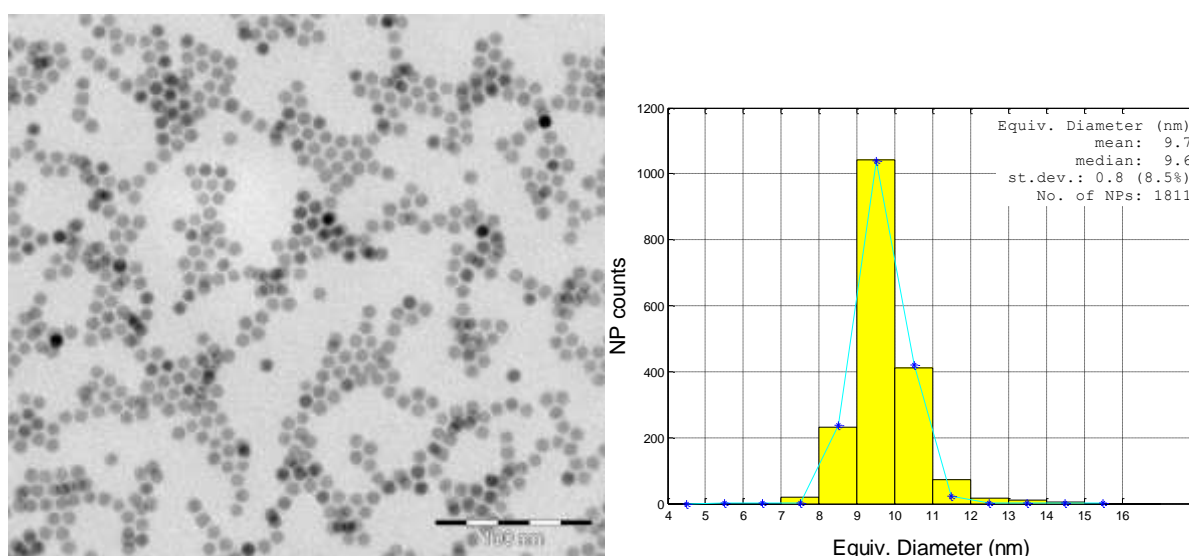 100 nm
1200
1000
800
600
400
200
0
NP counts
Equiv. Diameter (nm)
mean: 9.7
median: 9.6
st.dev.: 0.8 (8.5%)
No. of NPs: 1811
4 5 6 7 8 9 10 11 12 13 14 15 16
Equiv. Diameter (nm)